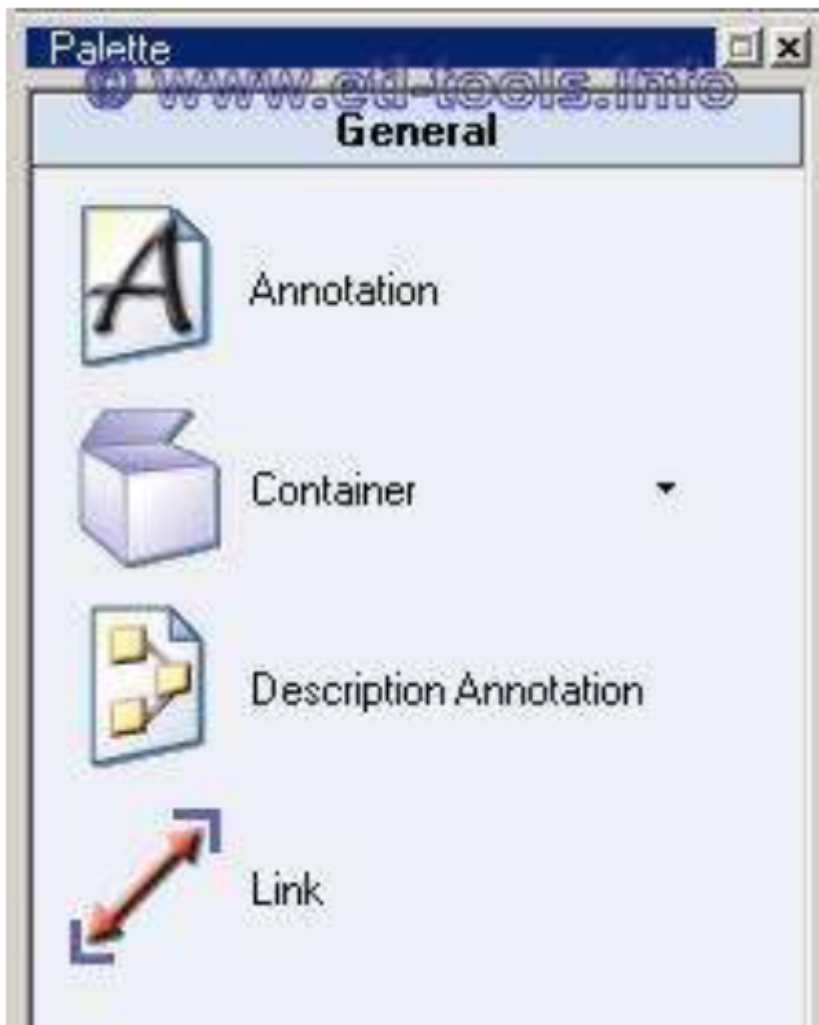 Palette
© www.etl-tools.info
General
Annotation
Container
Description Annotation
Link